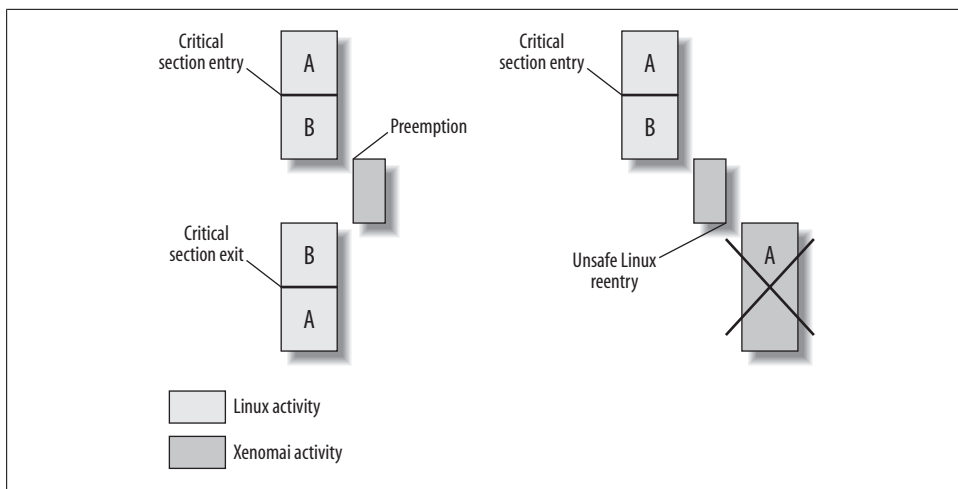 Critical
section entry
A
B
Preemption
Critical
section exit
B
A
Critical
section entry
A
B
Unsafe Linux
reentry
A
Linux activity
Xenomai activity